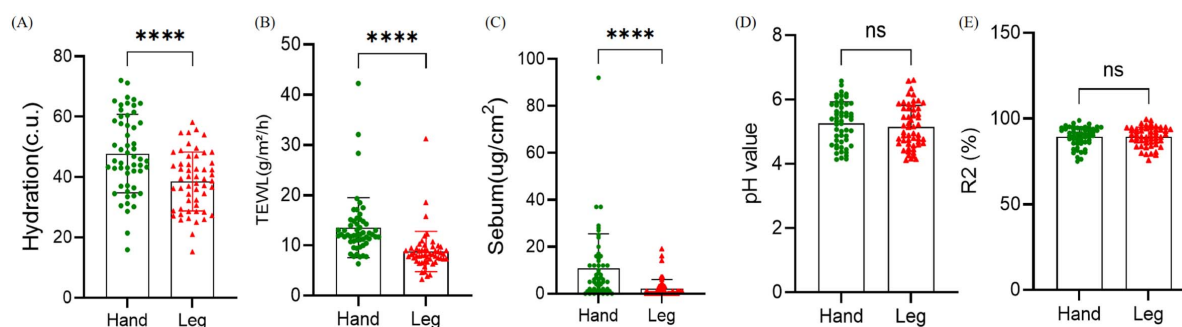 (A)
****
Hydration(c.u.)
80
60
40
20
0
Hand
Leg
(B)
****
TEWL(g/m²/h)
50
40
30
20
10
0
Hand
Leg
(C)
****
Sebum(ug/cm²)
100
80
60
40
20
0
Hand
Leg
(D)
ns
pH value
8
6
4
2
0
Hand
Leg
(E)
ns
R2 (%)
150
100
50
0
Hand
Leg